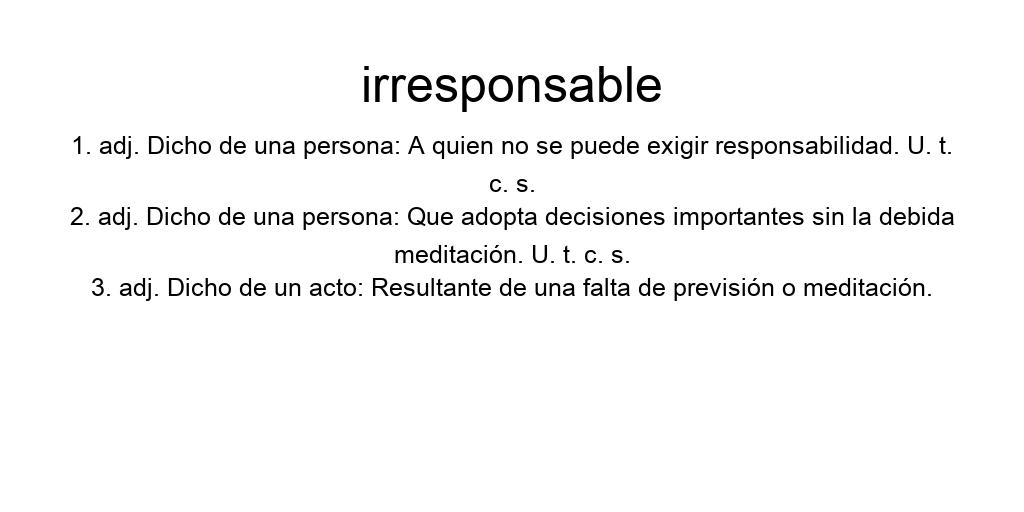 irresponsable
1. adj. Dicho de una persona: A quien no se puede exigir responsabilidad. U. t.
c. s.
2. adj. Dicho de una persona: Que adopta decisiones importantes sin la debida
meditación. U. t. c. s.
3. adj. Dicho de un acto: Resultante de una falta de previsión o meditación.